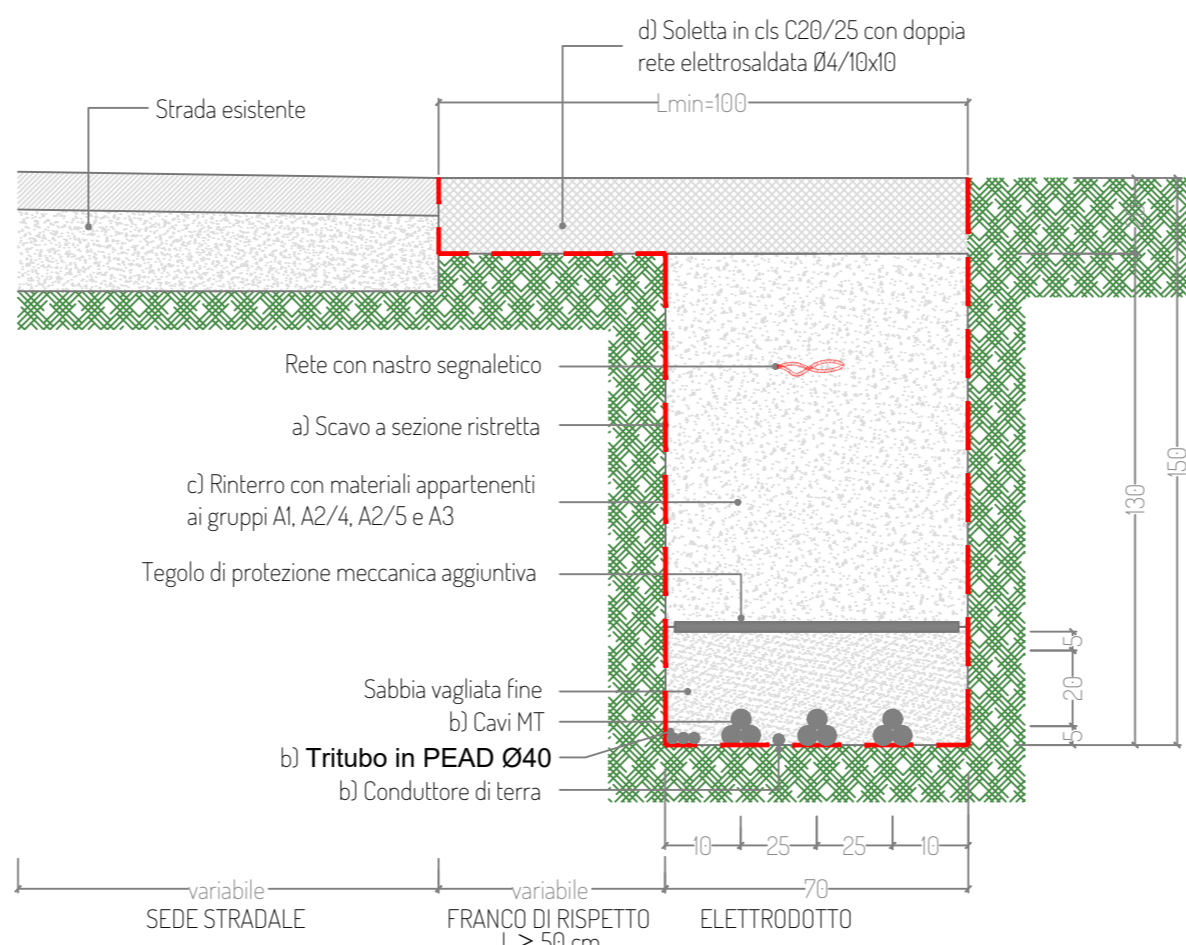 d) Soletta in cls C20/25 con doppia
rete elettrosaldata Ø4/10x10
Lmin=100
Strada esistente
Rete con nastro segnaletico
a) Scavo a sezione ristretta
c) Rinterro con materiali appartenenti
ai gruppi A1, A2/4, A2/5 e A3
Tegolo di protezione meccanica aggiuntiva
Sabbia vagliata fine
b) Cavi MT
b) Tritubo in PEAD Ø40
b) Conduttore di terra
130
150
5
20
5
10
25
25
10
variabile
variabile
70
SEDE STRADALE
FRANCO DI RISPETTO
ELETTRODOTTO
L ≥ 50 cm